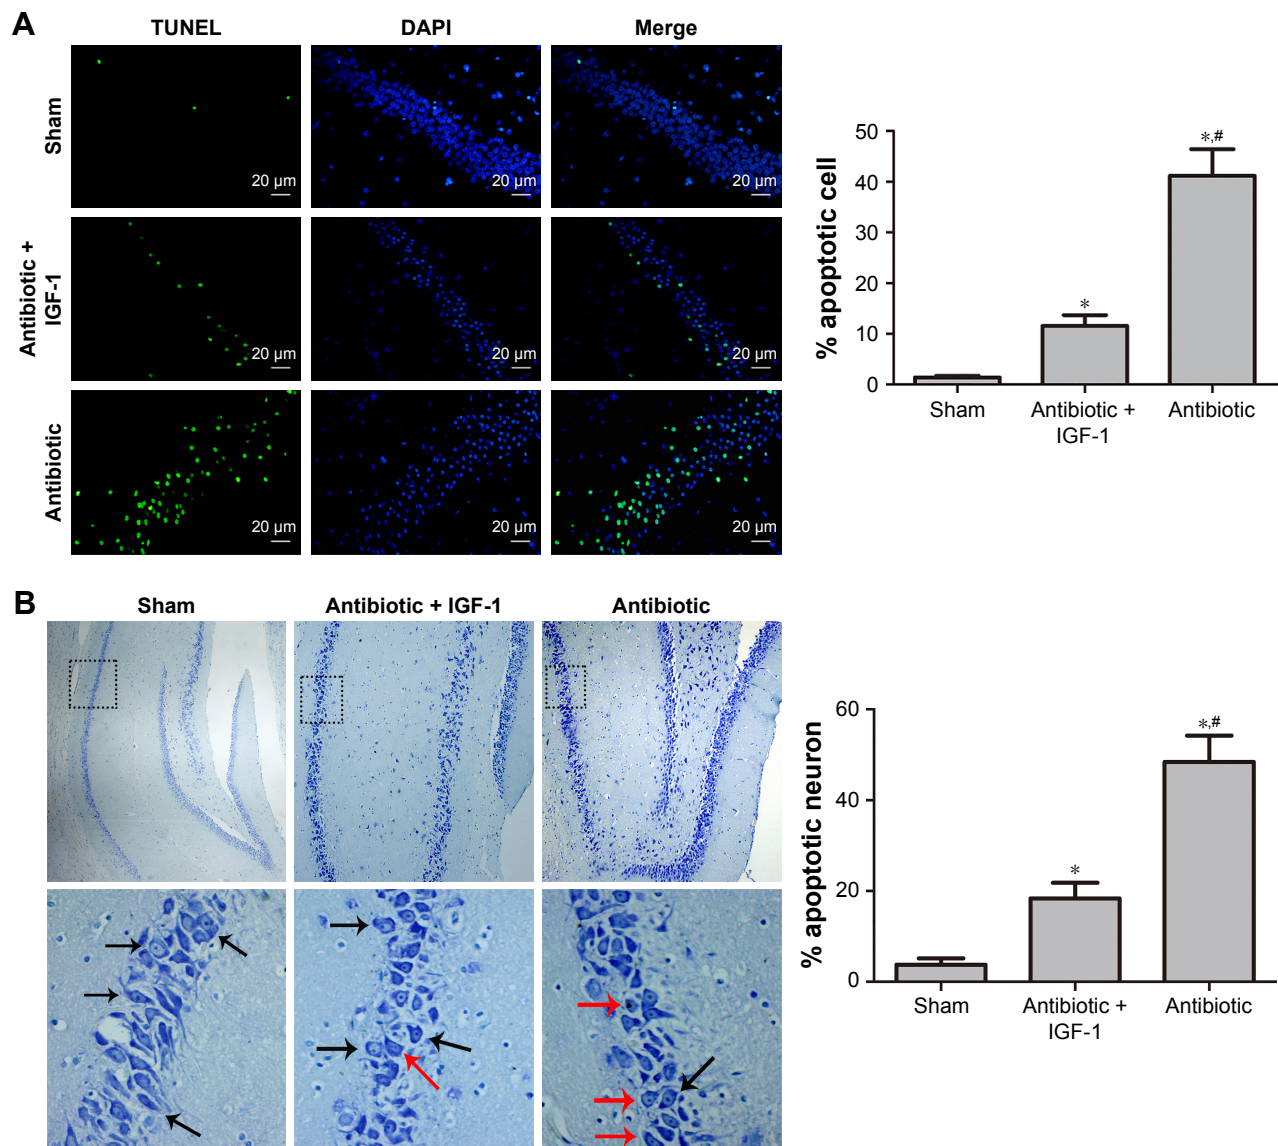 A
TUNEL
DAPI
Merge
Sham
20 µm
20 µm
20 µm
Antibiotic +
IGF-1
20 µm
20 µm
20 µm
Antibiotic
20 µm
20 µm
20 µm
% apoptotic cell
50
40
30
20
10
0
*
*,#
Sham
Antibiotic +
IGF-1
Antibiotic
B
Sham
Antibiotic + IGF-1
Antibiotic
% apoptotic neuron
60
40
20
0
*
*,#
Sham
Antibiotic +
IGF-1
Antibiotic